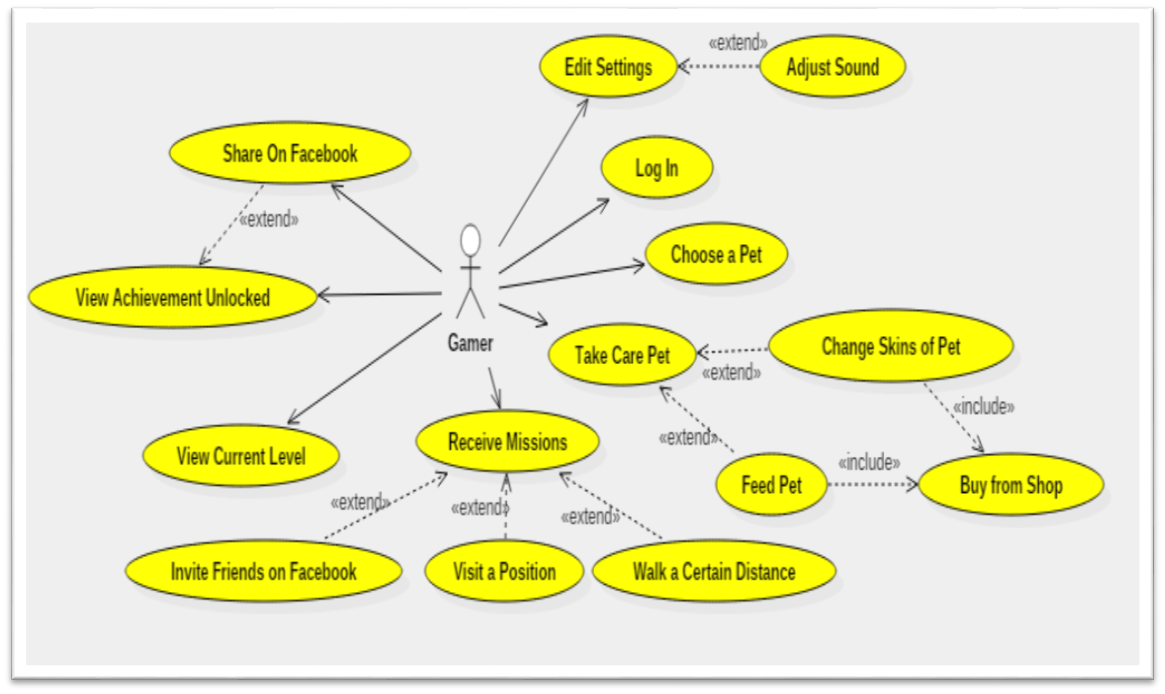 «extend»
Edit Settings
Adjust Sound
Share On Facebook
Log In
«extend»
Choose a Pet
View Achievement Unlocked
Gamer
Take Care Pet
Change Skins of Pet
«extend»
«include»
View Current Level
Receive Missions
«extend»
«include»
Feed Pet
Buy from Shop
«extend»
«extend»
«extend»
Invite Friends on Facebook
Visit a Position
Walk a Certain Distance